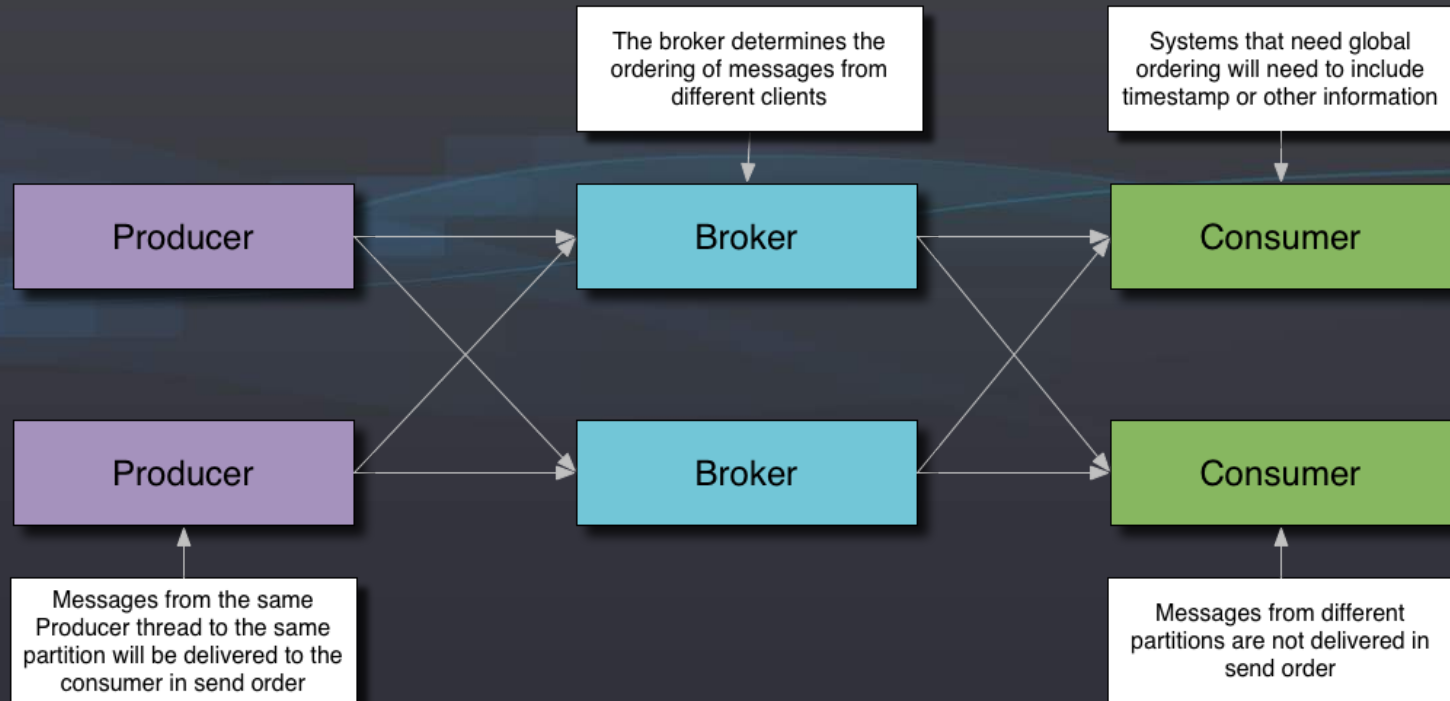 The broker determines the
ordering of messages from
different clients
Systems that need global
ordering will need to include
timestamp or other information
Producer
Broker
Consumer
Producer
Broker
Consumer
Messages from the same
Producer thread to the same
partition will be delivered to the
consumer in send order
Messages from different
partitions are not delivered in
send order